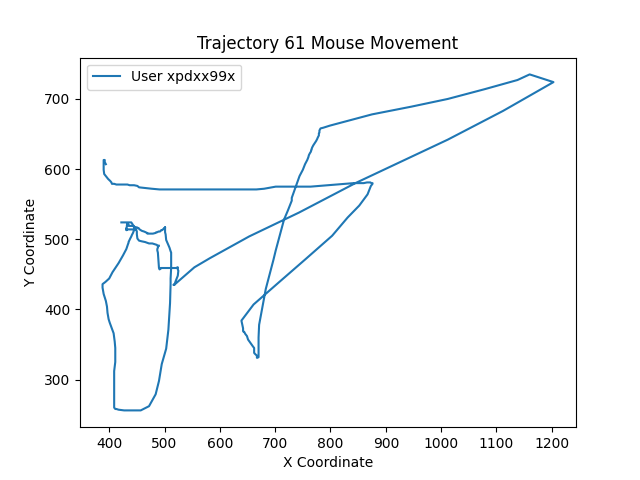 Trajectory 61 Mouse Movement
User xpdxx99x
Y Coordinate
700
600
500
400
300
400 500 600 700 800 900 1000 1100 1200
X Coordinate